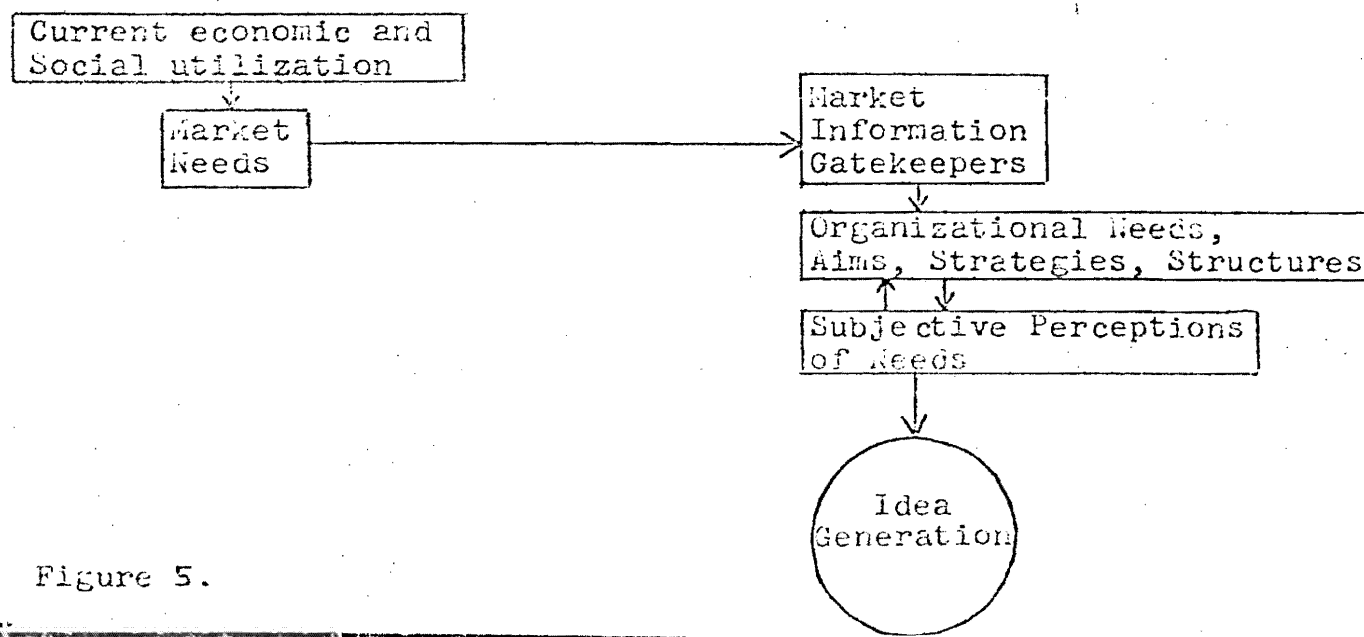 Current economic and
Social utilization
Market
Needs
Market
Information
Gatekeepers
Organizational Needs,
Aims, Strategies, Structures
Subjective Perceptions
of Needs
Idea
Generation
Figure 5.